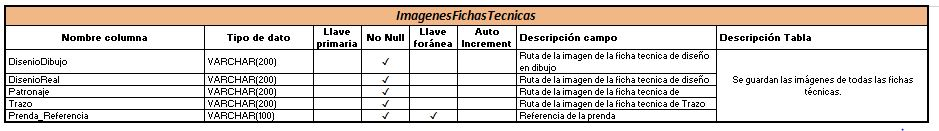 ImagenesFichasTecnicas
Nombre columna Tipo de dato Llave primaria No Null Llave foránea Auto Increment Descripción campo Descripción Tabla
DisenioDibujo VARCHAR(200) ✓ Ruta de la imagen de la ficha tecnica de diseño en dibujo
DisenioReal VARCHAR(200) ✓ Ruta de la imagen de la ficha tecnica de diseño
Patronaje VARCHAR(200) ✓ Ruta de la imagen de la ficha tecnica de
Trazo VARCHAR(200) ✓ Ruta de la imagen de la ficha tecnica de Trazo
Prenda_Referencia VARCHAR(100) ✓ ✓ Referencia de la prenda
Se guardan las imágenes de todas las fichas técnicas.